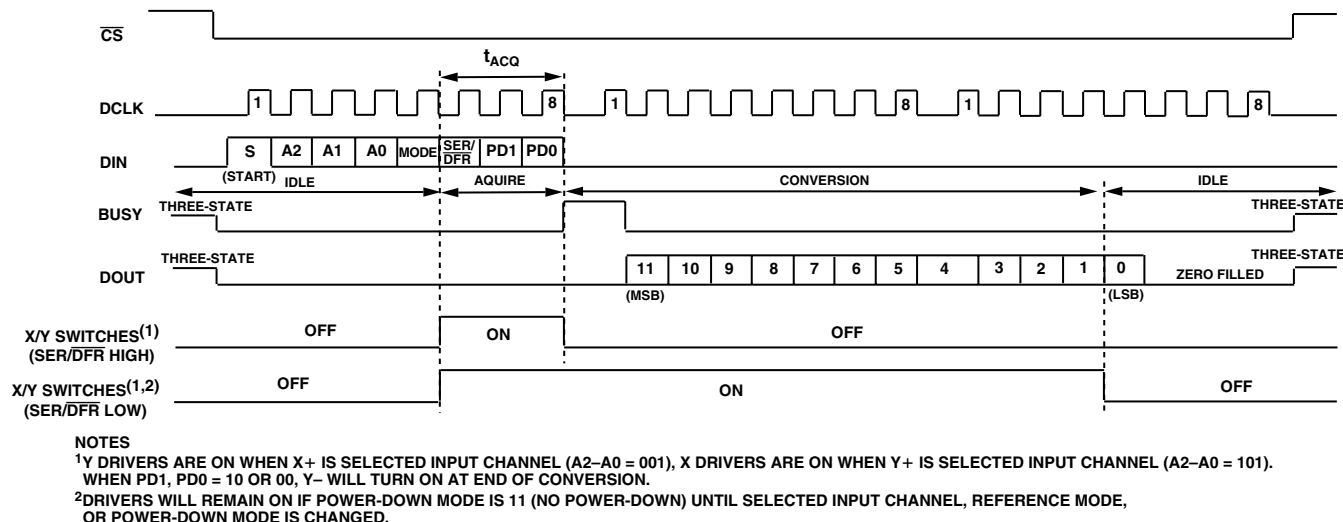 CS
tACQ
DCLK 1 8 1 8 1 8
DIN S A2 A1 A0 MODE SER/DFR PD1 PD0
(START) IDLE AQUIRE CONVERSION IDLE
BUSY THREE-STATE THREE-STATE
DOUT THREE-STATE 11 10 9 8 7 6 5 4 3 2 1 0 ZERO FILLED THREE-STATE
(MSB) (LSB)
X/Y SWITCHES(1) OFF ON OFF
(SER/DFR HIGH)
X/Y SWITCHES(1,2) OFF ON OFF
(SER/DFR LOW)
NOTES
1Y DRIVERS ARE ON WHEN X+ IS SELECTED INPUT CHANNEL (A2–A0 = 001), X DRIVERS ARE ON WHEN Y+ IS SELECTED INPUT CHANNEL (A2–A0 = 101).
WHEN PD1, PD0 = 10 OR 00, Y– WILL TURN ON AT END OF CONVERSION.
2DRIVERS WILL REMAIN ON IF POWER-DOWN MODE IS 11 (NO POWER-DOWN) UNTIL SELECTED INPUT CHANNEL, REFERENCE MODE,
OR POWER-DOWN MODE IS CHANGED.